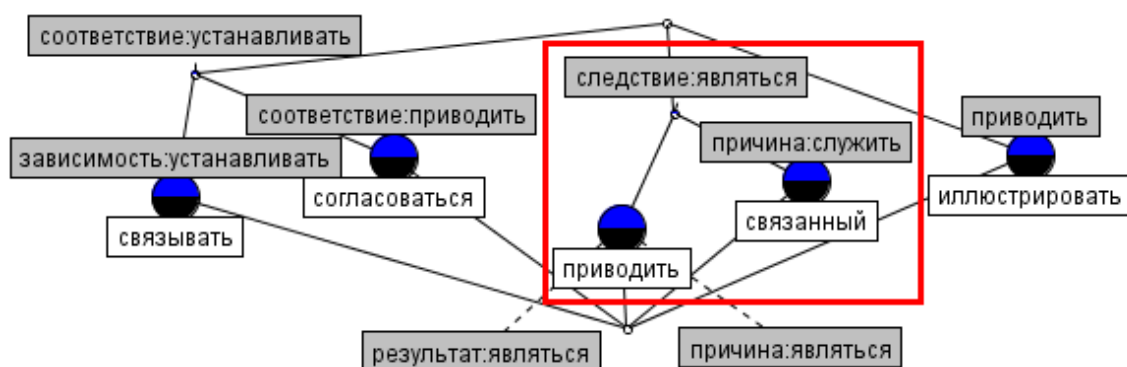 соответствие:устанавливать
следствие:являться
соответствие:приводить
приводить
зависимость:устанавливать
причина:служить
согласоваться
иллюстрировать
связывать
связанный
приводить
результат:являться
причина:являться